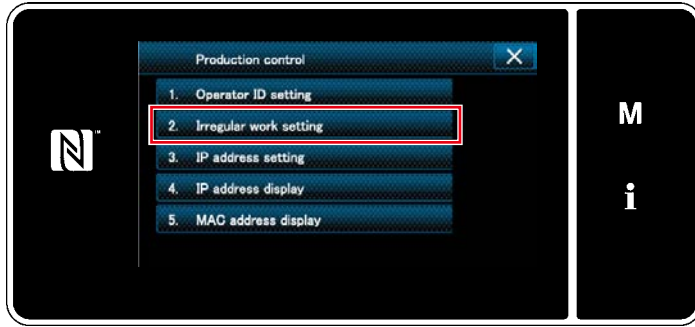 Production control
1. Operator ID setting
2. Irregular work setting
3. IP address setting
4. IP address display
5. MAC address display
M
i